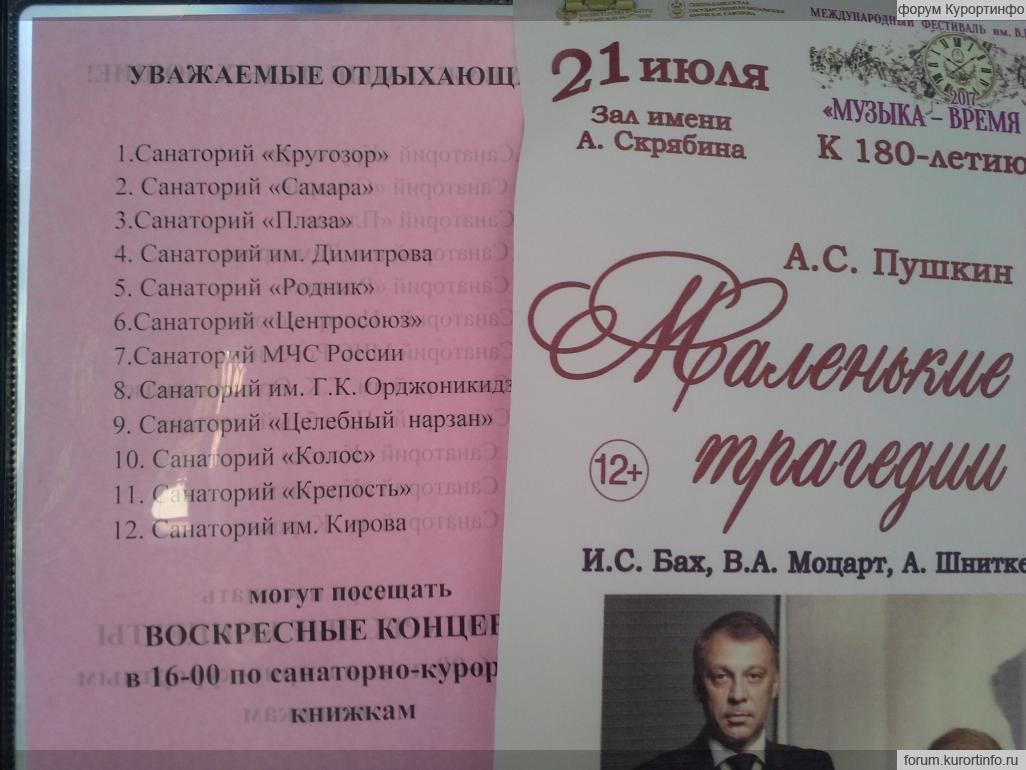 форум Курортинфо
УВАЖАЕМЫЕ ОТДЫХАЮЩ
1.Санаторий «Кругозор»
2. Санаторий «Самара»
3.Санаторий «Плаза»
4. Санаторий им. Димитрова
5. Санаторий «Родник»
6.Санаторий «Центросоюз»
7.Санаторий МЧС России
8. Санаторий им. Г.К. Орджоникидз
9. Санаторий «Целебный нарзан»
10. Санаторий «Колос»
11. Санаторий «Крепость»
12. Санаторий им. Кирова
могут посещать
ВОСКРЕСНЫЕ КОНЦЕР
в 16-00 по санаторно-курор
книжкам
МЕЖДУНАРОДНЫЙ ФЕСТИВАЛЬ им. В.
21 июля
Зал имени
А. Скрябина
2017
«МУЗЫКА – ВРЕМЯ
К 180-летию
А.С. Пушкин
Маленькие
трагедии
12+
И.С. Бах, В.А. Моцарт, А. Шнитке
forum.kurortinfo.ru